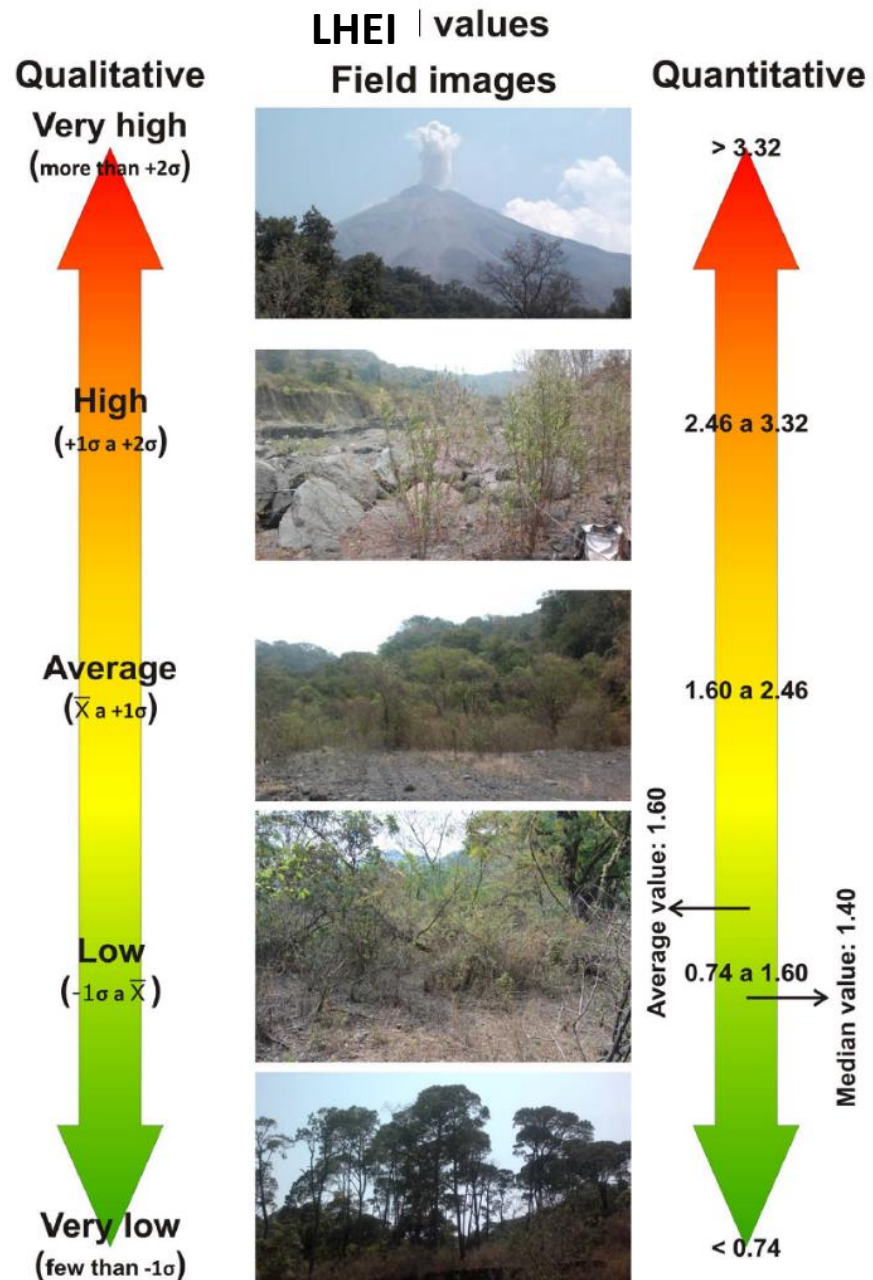 LHEI values
Qualitative
Field images
Quantitative
Very high
(more than +2σ)
> 3.32
High
(+1σ a +2σ)
2.46 a 3.32
Average
(X̅ a +1σ)
1.60 a 2.46
Average value: 1.60
Low
(-1σ a X̅)
0.74 a 1.60
Median value: 1.40
Very low
(few than -1σ)
< 0.74